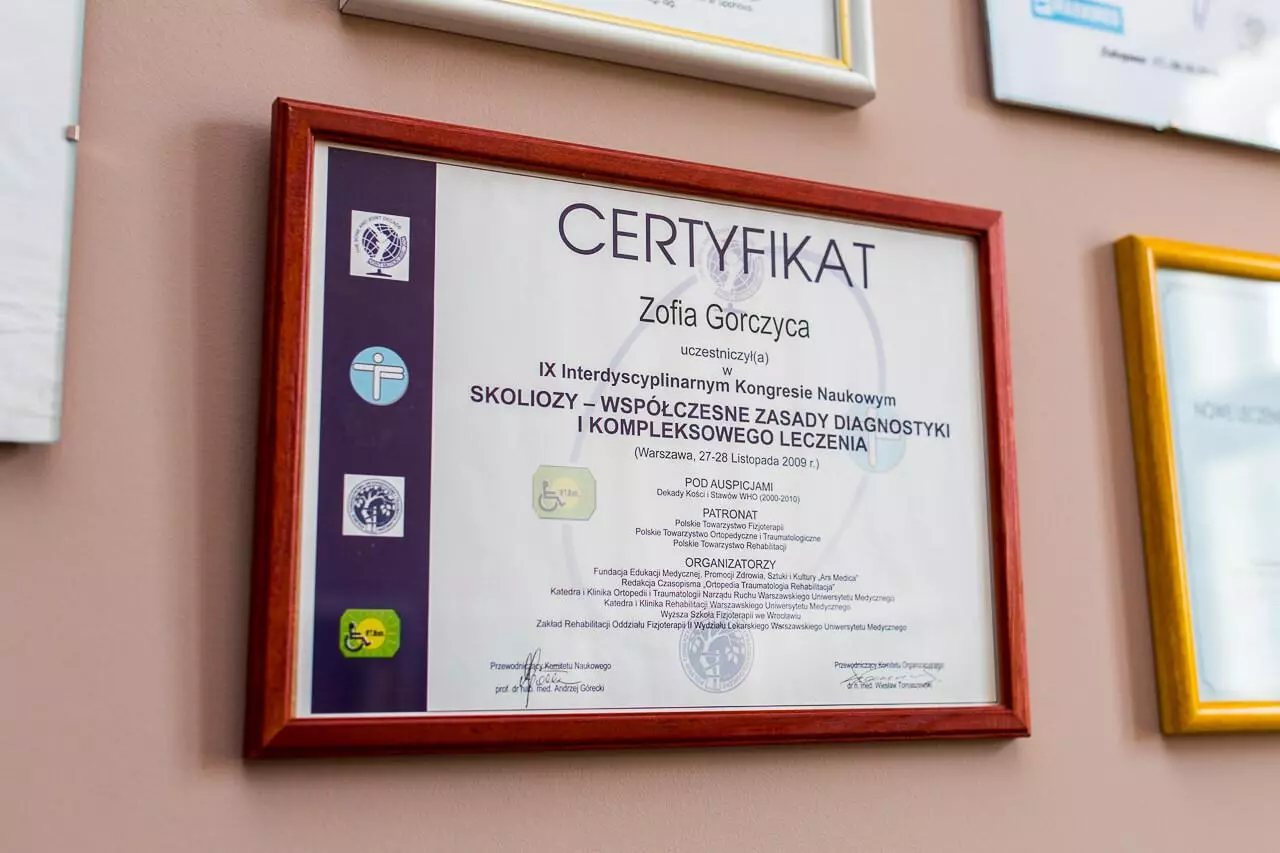 CERTYFIKAT
Zofia Gorczyca
uczestniczył(a)
w
IX Interdyscyplinarnym Kongresie Naukowym
SKOLIOZY – WSPÓŁCZESNE ZASADY DIAGNOSTYKI
I KOMPLEKSOWEGO LECZENIA
(Warszawa, 27-28 Listopada 2009 r.)
POD AUSPICJAMI
Dekady Kości i Stawów WHO (2000-2010)
PATRONAT
Polskie Towarzystwo Fizjoterapii
Polskie Towarzystwo Ortopedyczne i Traumatologiczne
Polskie Towarzystwo Rehabilitacji
ORGANIZATORZY
Fundacja Edukacji Medycznej, Promocji Zdrowia, Sztuki i Kultury „Ars Medica"
Redakcja Czasopisma „Ortopedia Traumatologia Rehabilitacja"
Katedra i Klinika Ortopedii i Traumatologii Narządu Ruchu Warszawskiego Uniwersytetu Medycznego
Katedra i Klinika Rehabilitacji Warszawskiego Uniwersytetu Medycznego
Wyższa Szkoła Fizjoterapii we Wrocławiu
Zakład Rehabilitacji Oddziału Fizjoterapii II Wydziału Lekarskiego Warszawskiego Uniwersytetu Medycznego
Przewodniczący Komitetu Naukowego
prof. dr hab. med. Andrzej Górecki
Przewodniczący Komitetu Organizacyjnego
dr n. med. Wiesław Tomaszewski